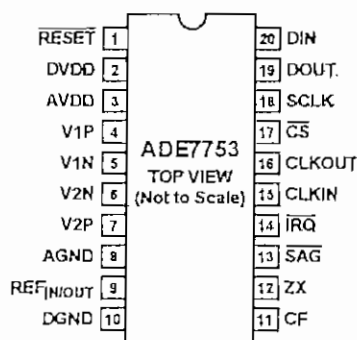 RESET 1
DVDD 2
AVDD 3
V1P 4
V1N 5
V2N 6
V2P 7
AGND 8
REFIN/OUT 9
DGND 10
ADE7753
TOP VIEW
(Not to Scale)
20 DIN
19 DOUT.
18 SCLK
17 CS
16 CLKOUT
15 CLKIN
14 IRQ
13 SAG
12 ZX
11 CF